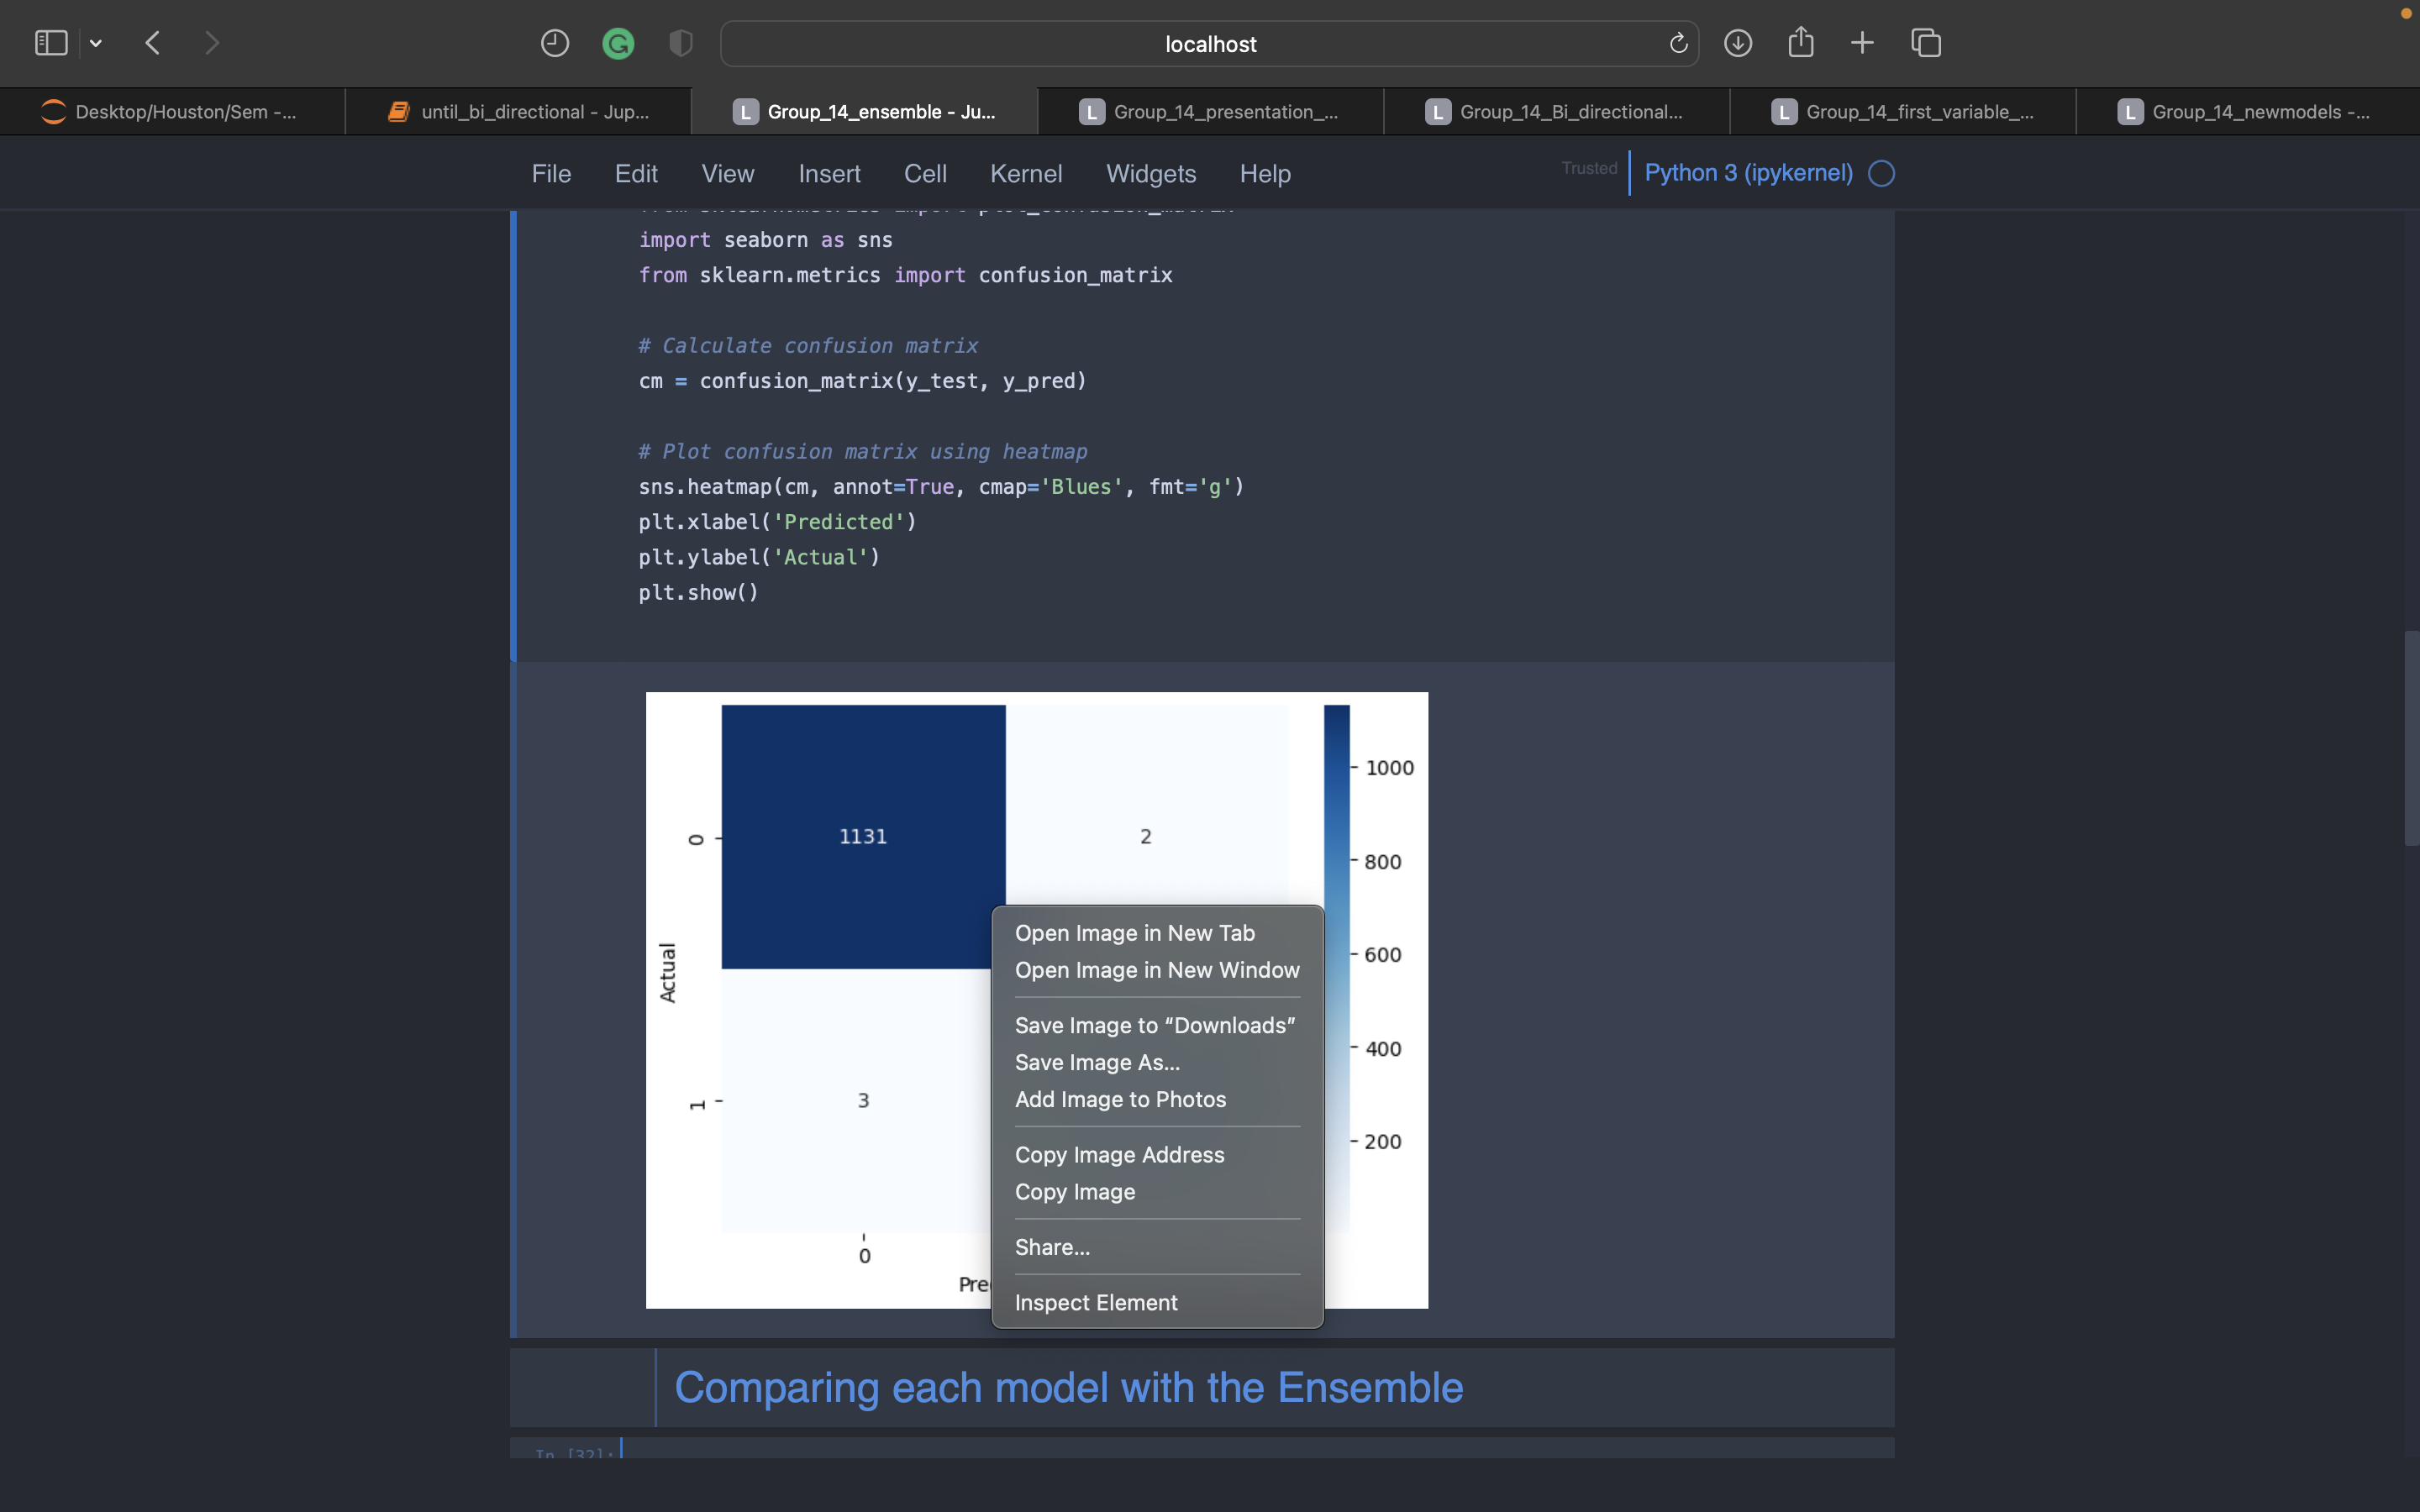 localhost
Desktop/Houston/Sem -...
until_bi_directional - Jup...
Group_14_ensemble - Ju...
Group_14_presentation_...
Group_14_Bi_directional...
Group_14_first_variable_...
Group_14_newmodels -...
File Edit View Insert Cell Kernel Widgets Help
Trusted
Python 3 (ipykernel)
import seaborn as sns
from sklearn.metrics import confusion_matrix
# Calculate confusion matrix
cm = confusion_matrix(y_test, y_pred)
# Plot confusion matrix using heatmap
sns.heatmap(cm, annot=True, cmap='Blues', fmt='g')
plt.xlabel('Predicted')
plt.ylabel('Actual')
plt.show()
1131
2
3
0
1
Actual
0
1000
800
600
400
200
Open Image in New Tab
Open Image in New Window
Save Image to “Downloads”
Save Image As...
Add Image to Photos
Copy Image Address
Copy Image
Share...
Inspect Element
Comparing each model with the Ensemble
In [32]: